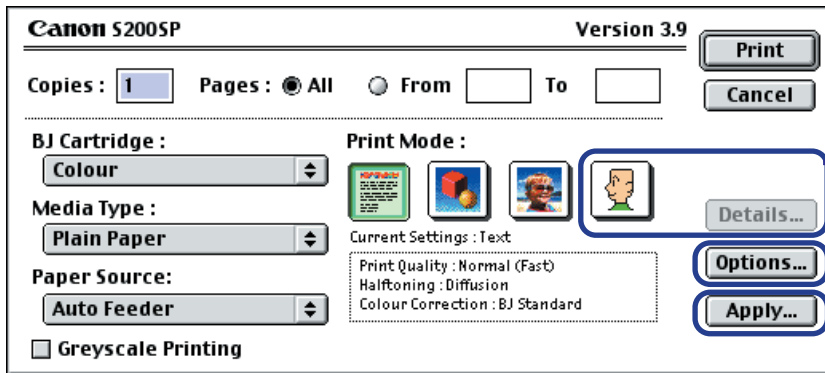 Canon S200SP Version 3.9
Print
Copies : 1 Pages : All From To
Cancel
BJ Cartridge :
Colour
Print Mode :
Media Type :
Plain Paper
Details...
Current Settings : Text
Print Quality : Normal (Fast)
Halftoning : Diffusion
Colour Correction : BJ Standard
Options...
Paper Source:
Auto Feeder
Apply...
Greyscale Printing